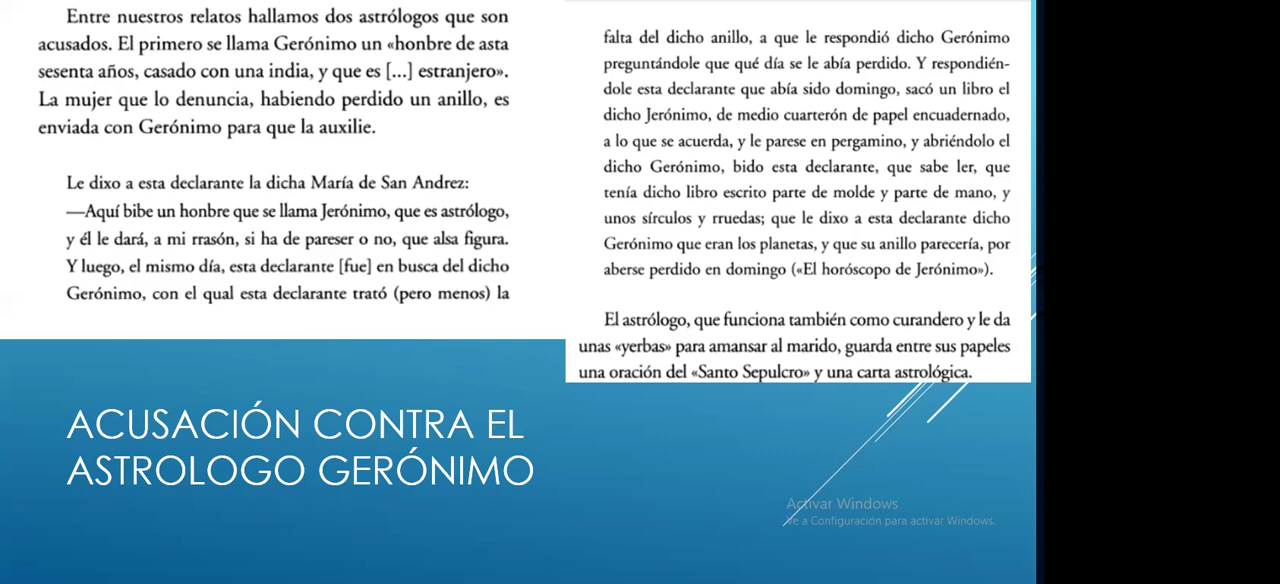 Entre nuestros relatos hallamos dos astrólogos que son
acusados. El primero se llama Gerónimo un «honbre de asta
sesenta años, casado con una india, y que es [...] estranjero».
La mujer que lo denuncia, habiendo perdido un anillo, es
enviada con Gerónimo para que la auxilie.
Le dixo a esta declarante la dicha María de San Andrez:
—Aquí bibe un honbre que se llama Jerónimo, que es astrólogo,
y él le dará, a mi rrasón, si ha de pareser o no, que alsa figura.
Y luego, el mismo día, esta declarante [fue] en busca del dicho
Gerónimo, con el qual esta declarante trató (pero menos) la
falta del dicho anillo, a que le respondió dicho Gerónimo
preguntándole que qué día se le abía perdido. Y respondién-
dole esta declarante que abía sido domingo, sacó un libro el
dicho Jerónimo, de medio cuarterón de papel encuadernado,
a lo que se acuerda, y le parese en pergamino, y abriéndolo el
dicho Gerónimo, bido esta declarante, que sabe ler, que
tenía dicho libro escrito parte de molde y parte de mano, y
unos sírculos y rruedas; que le dixo a esta declarante dicho
Gerónimo que eran los planetas, y que su anillo parecería, por
aberse perdido en domingo («El horóscopo de Jerónimo»).
El astrólogo, que funciona también como curandero y le da
unas «yerbas» para amansar al marido, guarda entre sus papeles
una oración del «Santo Sepulcro» y una carta astrológica.
ACUSACIÓN CONTRA EL
ASTROLOGO GERÓNIMO
Activar Windows
Ve a Configuración para activar Windows.